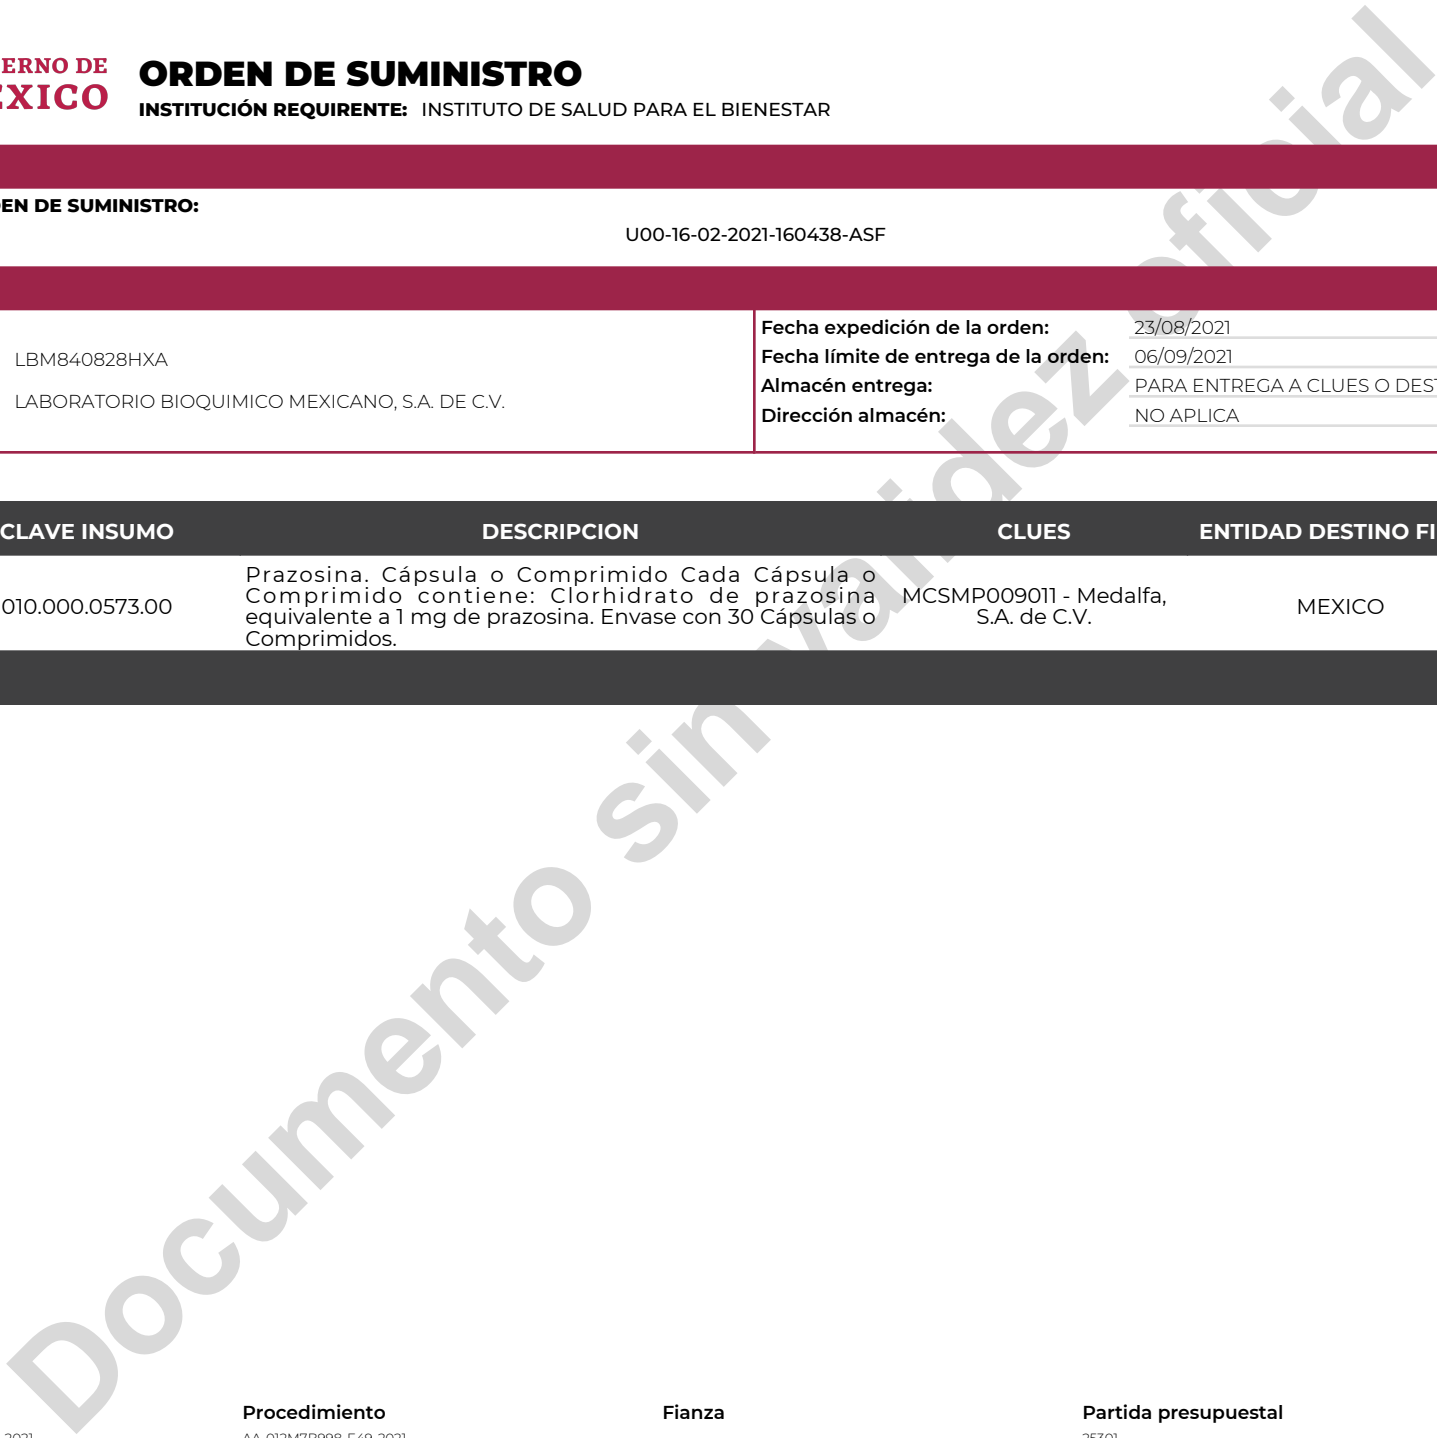 ERNO DE
EXICO
ORDEN DE SUMINISTRO
INSTITUCIÓN REQUIRENTE: INSTITUTO DE SALUD PARA EL BIENESTAR
EN DE SUMINISTRO:
U00-16-02-2021-160438-ASF
LBM840828HXA
LABORATORIO BIOQUIMICO MEXICANO, S.A. DE C.V.
Fecha expedición de la orden: 23/08/2021
Fecha límite de entrega de la orden: 06/09/2021
Almacén entrega: PARA ENTREGA A CLUES O DEST
Dirección almacén: NO APLICA
CLAVE INSUMO DESCRIPCION CLUES ENTIDAD DESTINO FI
010.000.0573.00
Prazosina. Cápsula o Comprimido Cada Cápsula o
Comprimido contiene: Clorhidrato de prazosina
equivalente a 1 mg de prazosina. Envase con 30 Cápsulas o
Comprimidos.
MCSMP009011 - Medalfa,
S.A. de C.V.
MEXICO
Documento sin validez oficial
Procedimiento Fianza Partida presupuestal